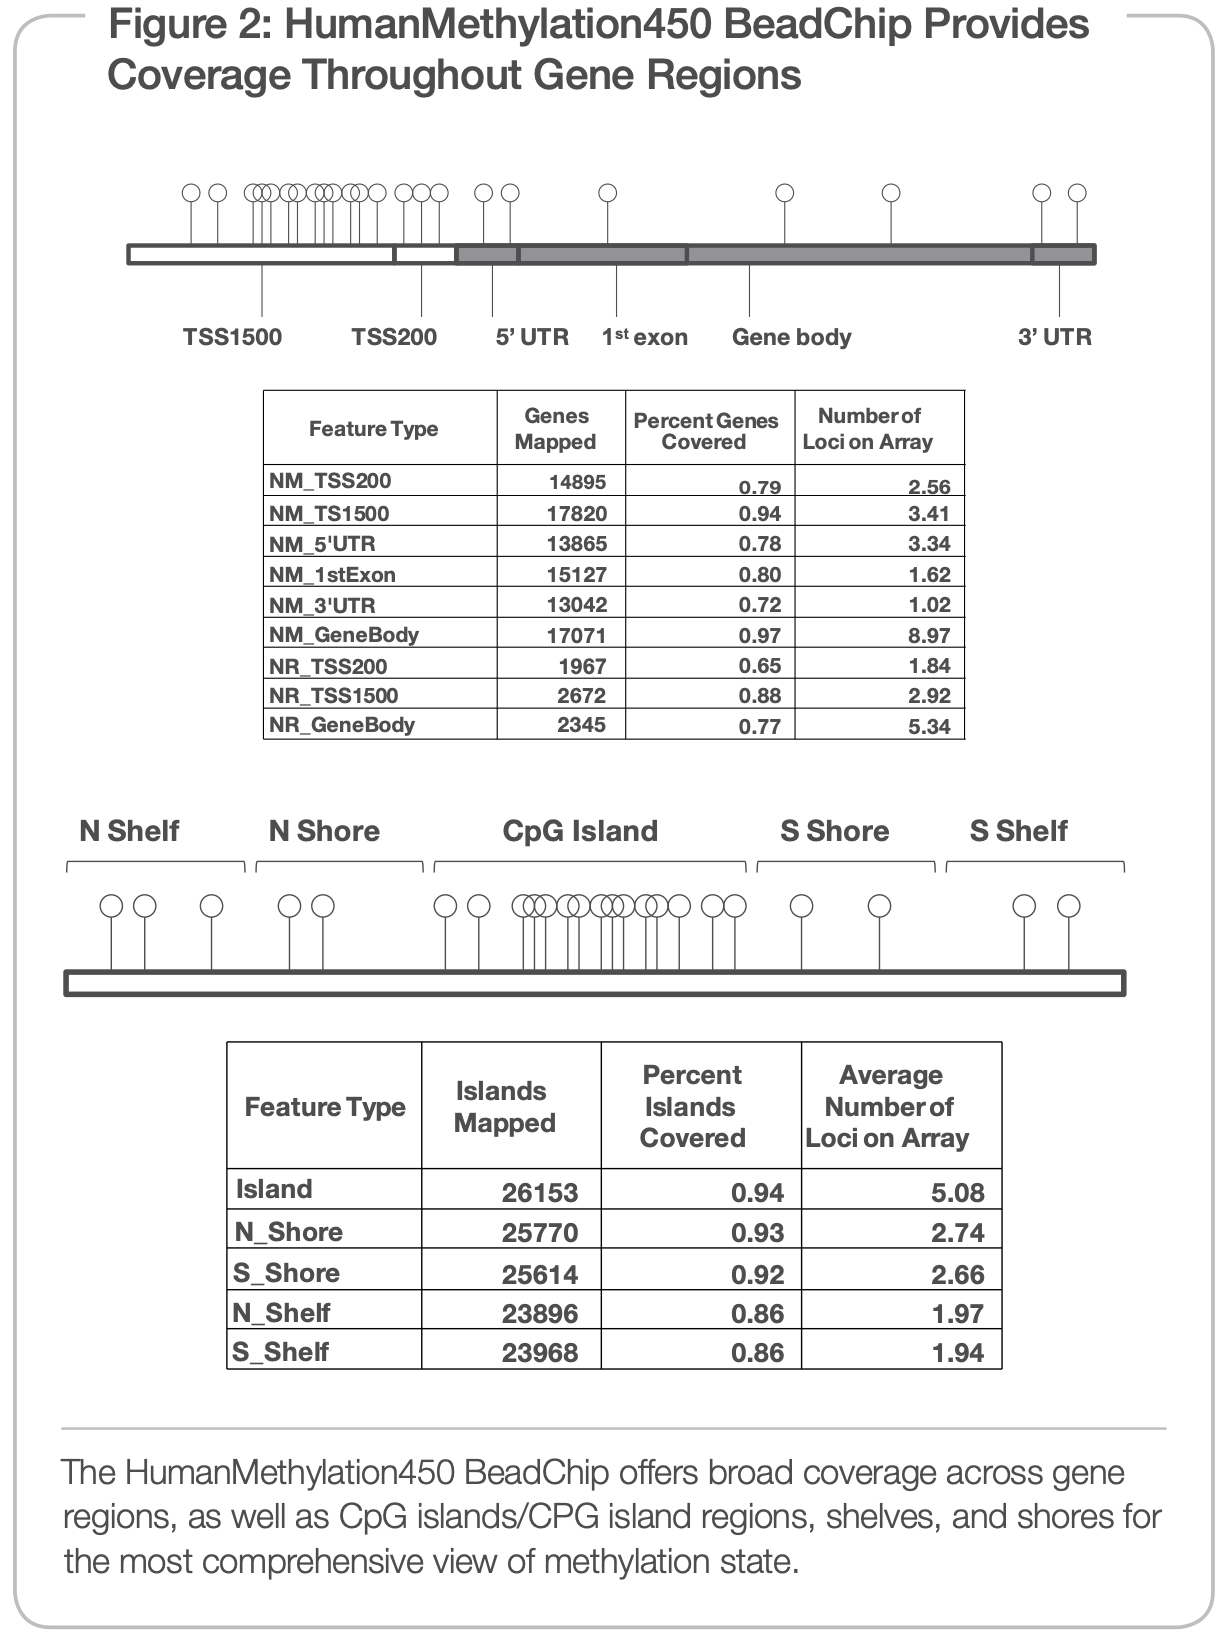 Figure 2: HumanMethylation450 BeadChip Provides
Coverage Throughout Gene Regions
TSS1500 TSS200 5’ UTR 1st exon Gene body 3’ UTR
Feature Type Genes Mapped Percent Genes Covered Number of Loci on Array
NM_TSS200 14895 0.79 2.56
NM_TS1500 17820 0.94 3.41
NM_5'UTR 13865 0.78 3.34
NM_1stExon 15127 0.80 1.62
NM_3'UTR 13042 0.72 1.02
NM_GeneBody 17071 0.97 8.97
NR_TSS200 1967 0.65 1.84
NR_TSS1500 2672 0.88 2.92
NR_GeneBody 2345 0.77 5.34
N Shelf N Shore CpG Island S Shore S Shelf
Feature Type Islands Mapped Percent Islands Covered Average Number of Loci on Array
Island 26153 0.94 5.08
N_Shore 25770 0.93 2.74
S_Shore 25614 0.92 2.66
N_Shelf 23896 0.86 1.97
S_Shelf 23968 0.86 1.94
The HumanMethylation450 BeadChip offers broad coverage across gene
regions, as well as CpG islands/CPG island regions, shelves, and shores for
the most comprehensive view of methylation state.